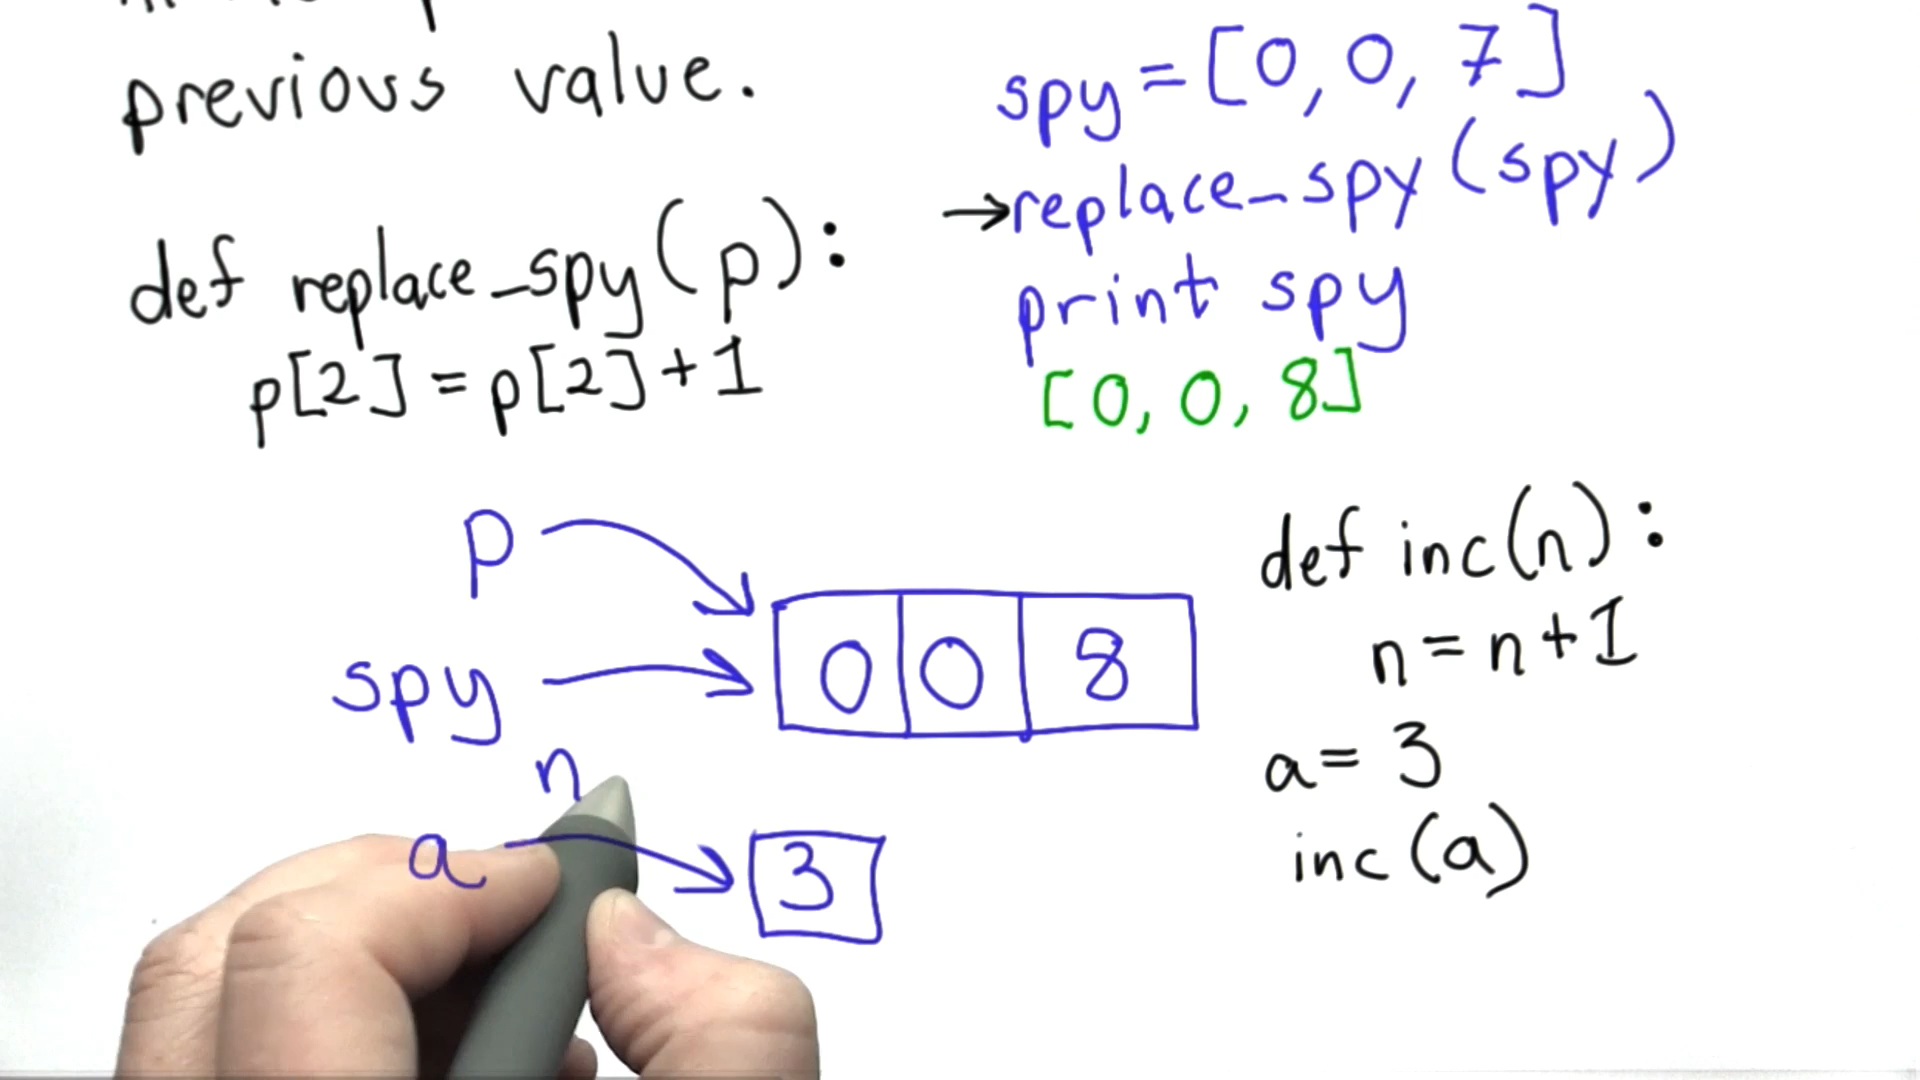 previous value.
def replace_spy(p):
p[2] = p[2]+1
spy = [0, 0, 7]
→replace_spy(spy)
print spy
[0, 0, 8]
p
spy
0 0 8
n
a
3
def inc(n):
n = n+1
a = 3
inc(a)